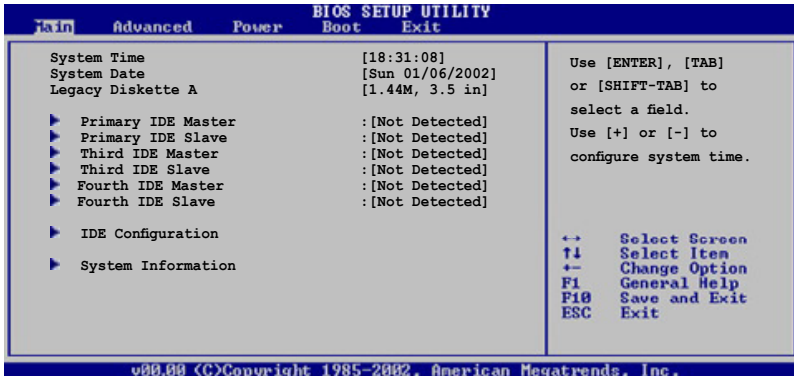 BIOS SETUP UTILITY
Main Advanced Power Boot Exit
System Time [18:31:08]
System Date [Sun 01/06/2002]
Legacy Diskette A [1.44M, 3.5 in]
Primary IDE Master :[Not Detected]
Primary IDE Slave :[Not Detected]
Third IDE Master :[Not Detected]
Third IDE Slave :[Not Detected]
Fourth IDE Master :[Not Detected]
Fourth IDE Slave :[Not Detected]
IDE Configuration
System Information
Use [ENTER], [TAB]
or [SHIFT-TAB] to
select a field.
Use [+] or [-] to
configure system time.
↔ Select Screen
↑↓ Select Item
+- Change Option
F1 General Help
F10 Save and Exit
ESC Exit
v00.00 (C)Copyright 1985-2002, American Megatrends, Inc.